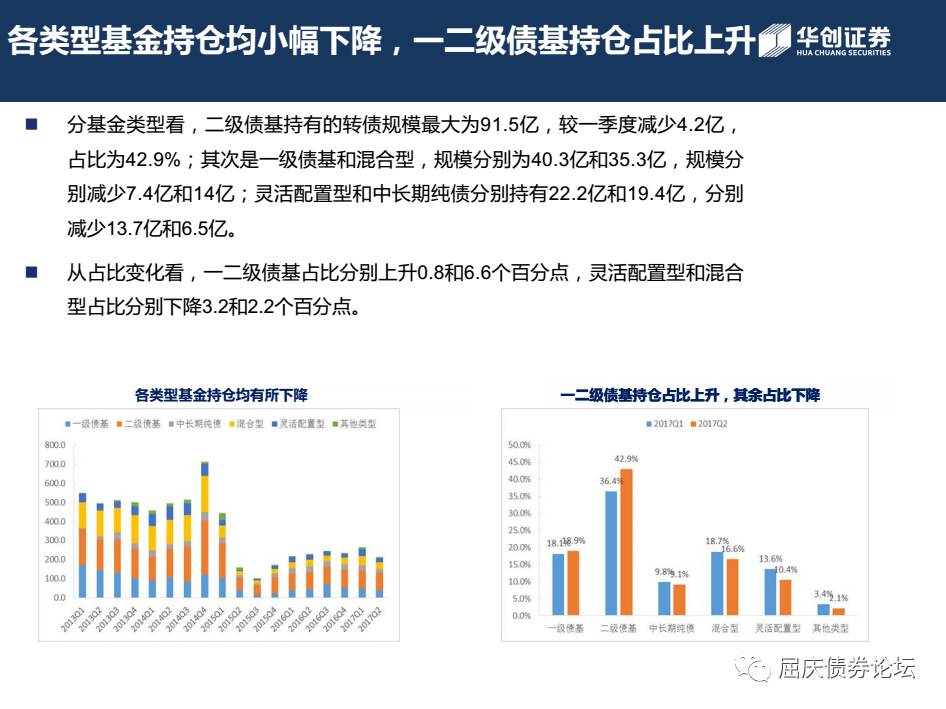 各类型基金持仓均小幅下降，一二级债基持仓占比上升
华创证券
HUA CHUANG SECURITIES
分基金类型看，二级债基持有的转债规模最大为91.5亿，较一季度减少4.2亿，
占比为42.9%；其次是一级债基和混合型，规模分别为40.3亿和35.3亿，规模分
别减少7.4亿和14亿；灵活配置型和中长期纯债分别持有22.2亿和19.4亿，分别
减少13.7亿和6.5亿。
从占比变化看，一二级债基占比分别上升0.8和6.6个百分点，灵活配置型和混合
型占比分别下降3.2和2.2个百分点。
各类型基金持仓均有所下降
一级债基 二级债基 中长期纯债 混合型 灵活配置型 其他类型
800.0
700.0
600.0
500.0
400.0
300.0
200.0
100.0
0.0
2013Q1 2013Q2 2013Q3 2013Q4 2014Q1 2014Q2 2014Q3 2014Q4 2015Q1 2015Q2 2015Q3 2015Q4 2016Q1 2016Q2 2016Q3 2016Q4 2017Q1 2017Q2
一二级债基持仓占比上升，其余占比下降
2017Q1 2017Q2
50.0%
45.0%
40.0%
35.0%
30.0%
25.0%
20.0%
15.0%
10.0%
5.0%
0.0%
18.1% 18.9% 36.4% 42.9% 9.8% 9.1% 18.7% 16.6% 13.6% 10.4% 3.4% 2.1%
一级债基 二级债基 中长期纯债 混合型 灵活配置型 其他类型
屈庆债券论坛